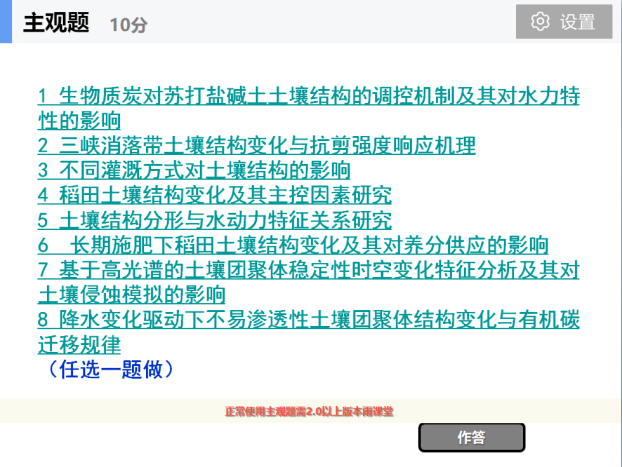 主观题 10分
设置
1 生物质炭对苏打盐碱土土壤结构的调控机制及其对水力特
性的影响
2 三峡消落带土壤结构变化与抗剪强度响应机理
3 不同灌溉方式对土壤结构的影响
4 稻田土壤结构变化及其主控因素研究
5 土壤结构分形与水动力特征关系研究
6 长期施肥下稻田土壤结构变化及其对养分供应的影响
7 基于高光谱的土壤团聚体稳定性时空变化特征分析及其对
土壤侵蚀模拟的影响
8 降水变化驱动下不易渗透性土壤团聚体结构变化与有机碳
迁移规律
（任选一题做）
正常使用主观题需2.0以上版本雨课堂
作答